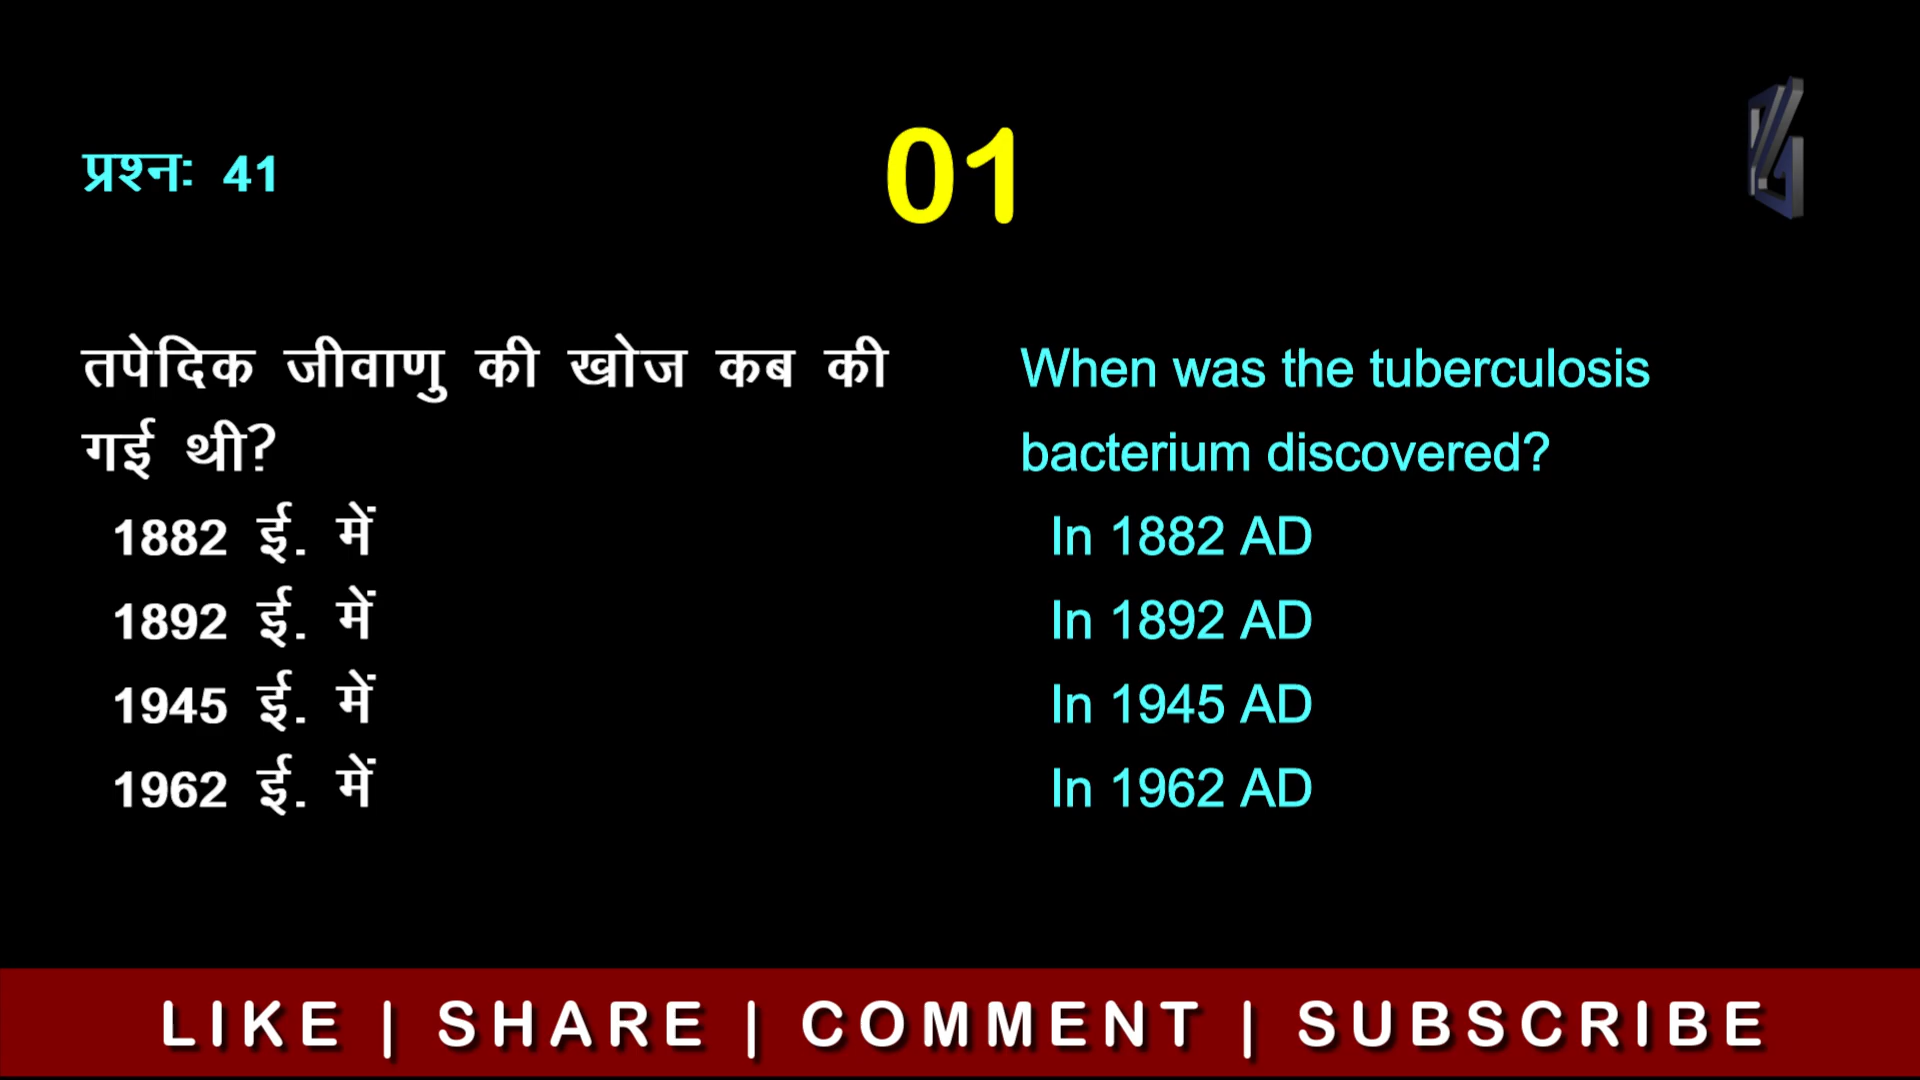 प्रश्नः 41
01
तपेदिक जीवाणु की खोज कब की
गई थी?
1882 ई. में
1892 ई. में
1945 ई. में
1962 ई. में
When was the tuberculosis
bacterium discovered?
In 1882 AD
In 1892 AD
In 1945 AD
In 1962 AD
LIKE | SHARE | COMMENT | SUBSCRIBE